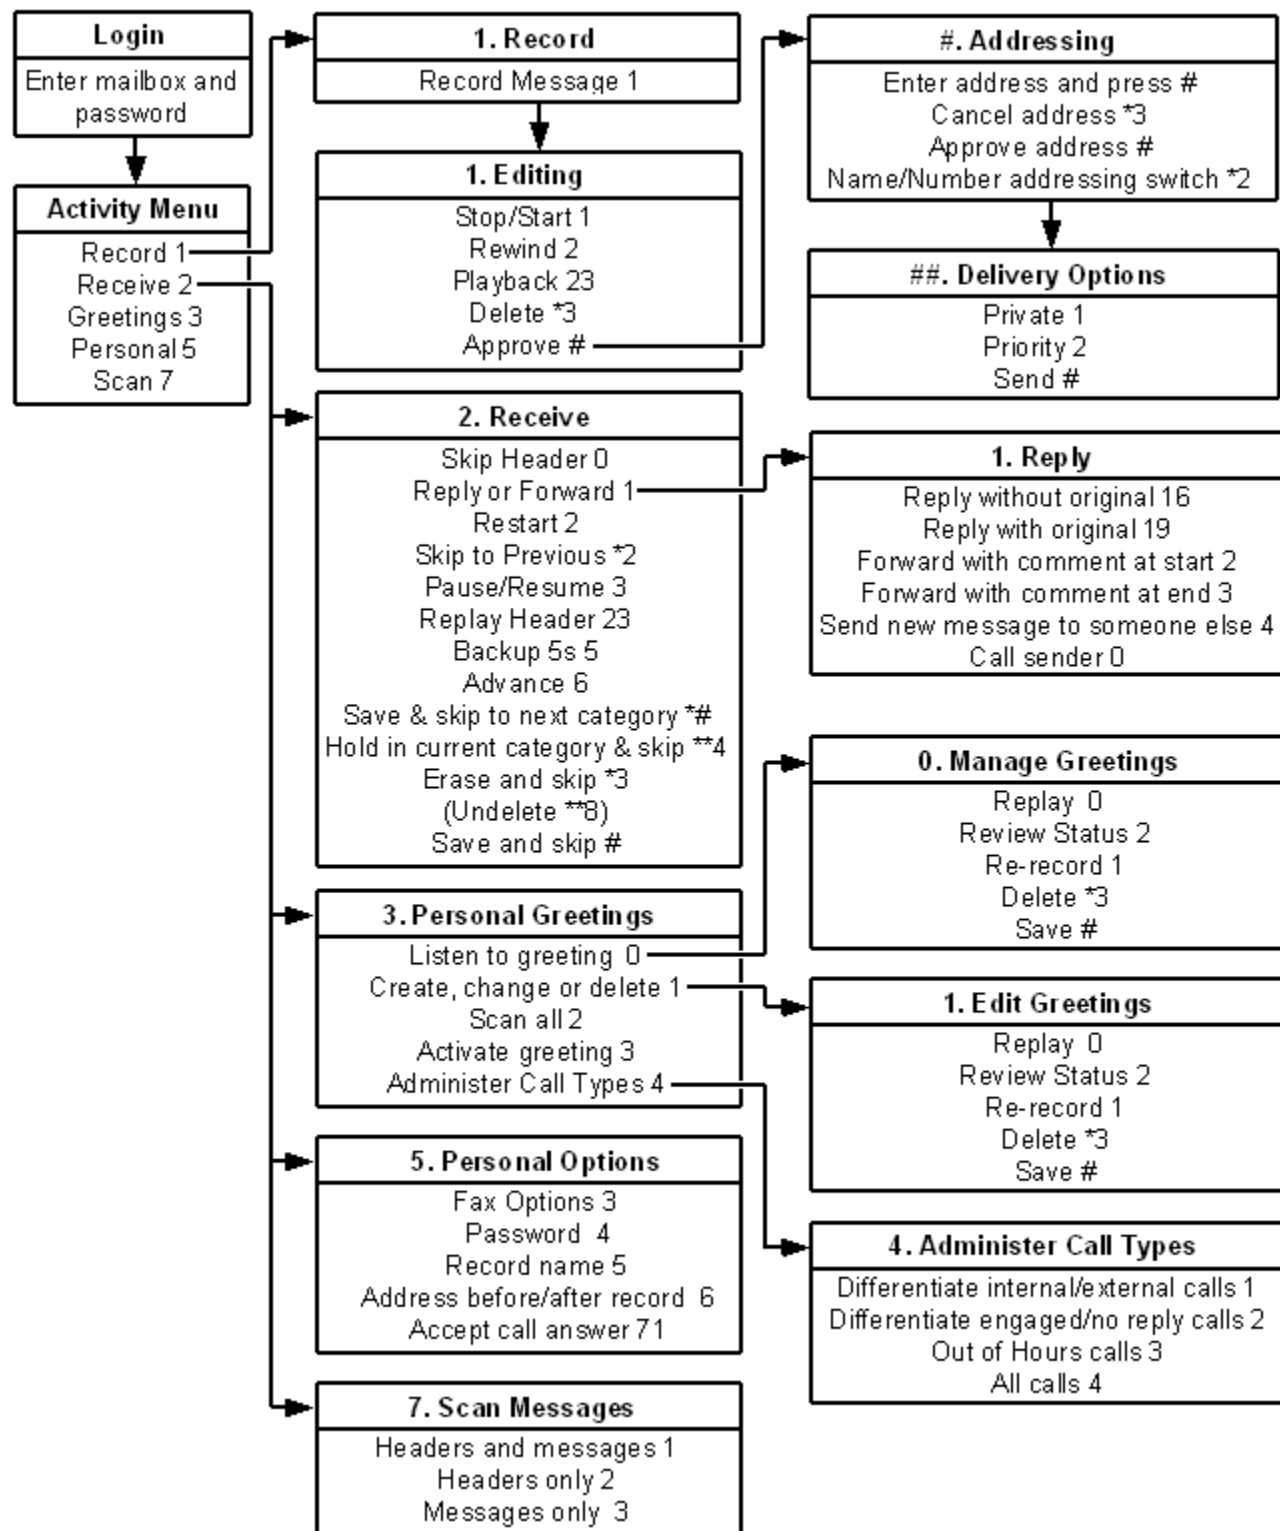 Login
Enter mailbox and
password
Activity Menu
Record 1
Receive 2
Greetings 3
Personal 5
Scan 7
1. Record
Record Message 1
1. Editing
Stop/Start 1
Rewind 2
Playback 23
Delete *3
Approve #
#. Addressing
Enter address and press #
Cancel address *3
Approve address #
Name/Number addressing switch *2
##. Delivery Options
Private 1
Priority 2
Send #
2. Receive
Skip Header 0
Reply or Forward 1
Restart 2
Skip to Previous *2
Pause/Resume 3
Replay Header 23
Backup 5s 5
Advance 6
Save & skip to next category *#
Hold in current category & skip **4
Erase and skip *3
(Undelete **8)
Save and skip #
1. Reply
Reply without original 16
Reply with original 19
Forward with comment at start 2
Forward with comment at end 3
Send new message to someone else 4
Call sender 0
3. Personal Greetings
Listen to greeting 0
Create, change or delete 1
Scan all 2
Activate greeting 3
Administer Call Types 4
0. Manage Greetings
Replay 0
Review Status 2
Re-record 1
Delete *3
Save #
1. Edit Greetings
Replay 0
Review Status 2
Re-record 1
Delete *3
Save #
4. Administer Call Types
Differentiate internal/external calls 1
Differentiate engaged/no reply calls 2
Out of Hours calls 3
All calls 4
5. Personal Options
Fax Options 3
Password 4
Record name 5
Address before/after record 6
Accept call answer 71
7. Scan Messages
Headers and messages 1
Headers only 2
Messages only 3